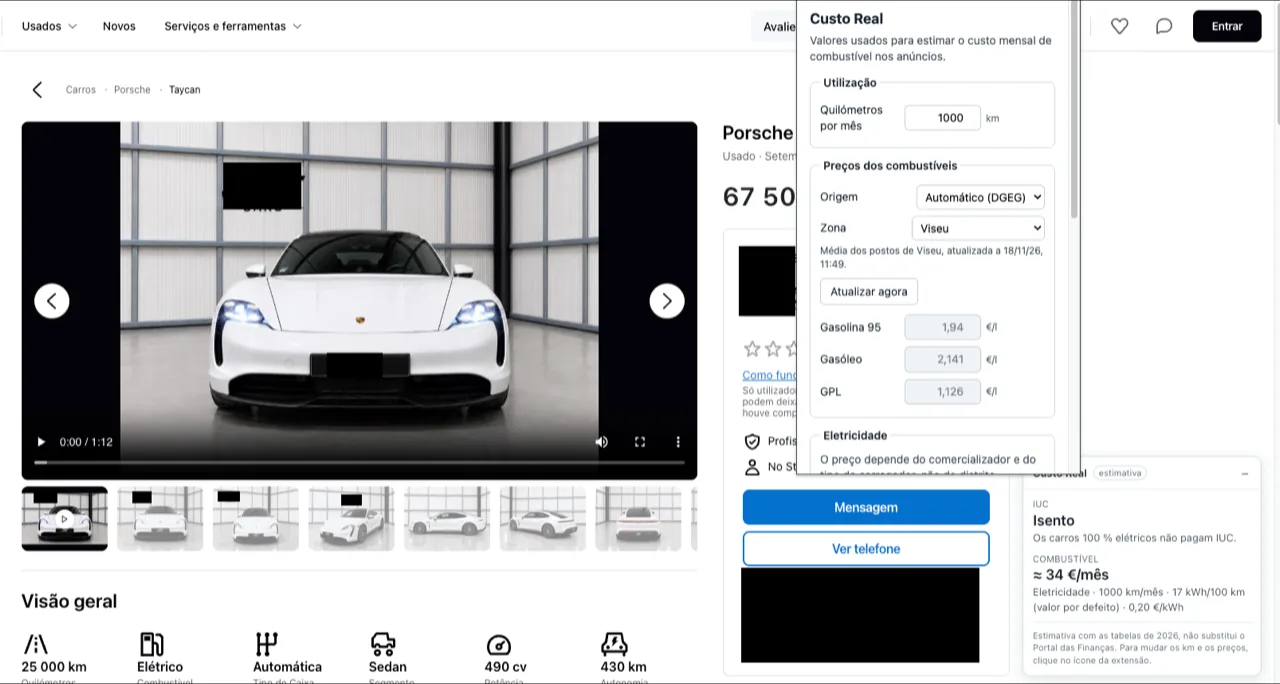 Usados
Novos
Serviços e ferramentas
Avalie
Entrar
Carros · Porsche · Taycan
0:00 / 1:12
Porsche
Usado · Setem
67 50
Como func
Só utilizado
podem deix
houve comp
Profis
No St
Mensagem
Ver telefone
Visão geral
25 000 km
Elétrico
Automática
Sedan
490 cv
430 km
Quilómetros
Combustível
Tipo de Caixa
Segmento
Potência
Autonomia
Custo Real
Valores usados para estimar o custo mensal de
combustível nos anúncios.
Utilização
Quilómetros
por mês
1000 km
Preços dos combustíveis
Origem
Automático (DGEG)
Zona
Viseu
Média dos postos de Viseu, atualizada a 18/11/26,
11:49.
Atualizar agora
Gasolina 95 1,94 €/l
Gasóleo 2,141 €/l
GPL 1,126 €/l
Eletricidade
O preço depende do comercializador e do
tipo de carregador, não do distrito.
Custo Real estimativa
IUC
Isento
Os carros 100 % elétricos não pagam IUC.
COMBUSTÍVEL
≈ 34 €/mês
Eletricidade · 1000 km/mês · 17 kWh/100 km
(valor por defeito) · 0,20 €/kWh
Estimativa com as tabelas de 2026, não substitui o
Portal das Finanças. Para mudar os km e os preços,
clique no ícone da extensão.